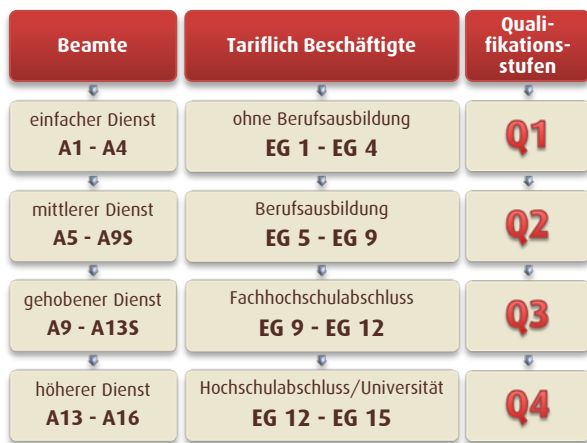 Beamte
Tariflich Beschäftigte
Quali-
fikations-
stufen
einfacher Dienst
A1 - A4
ohne Berufsausbildung
EG 1 - EG 4
Q1
mittlerer Dienst
A5 - A9S
Berufsausbildung
EG 5 - EG 9
Q2
gehobener Dienst
A9 - A13S
Fachhochschulabschluss
EG 9 - EG 12
Q3
höherer Dienst
A13 - A16
Hochschulabschluss/Universität
EG 12 - EG 15
Q4